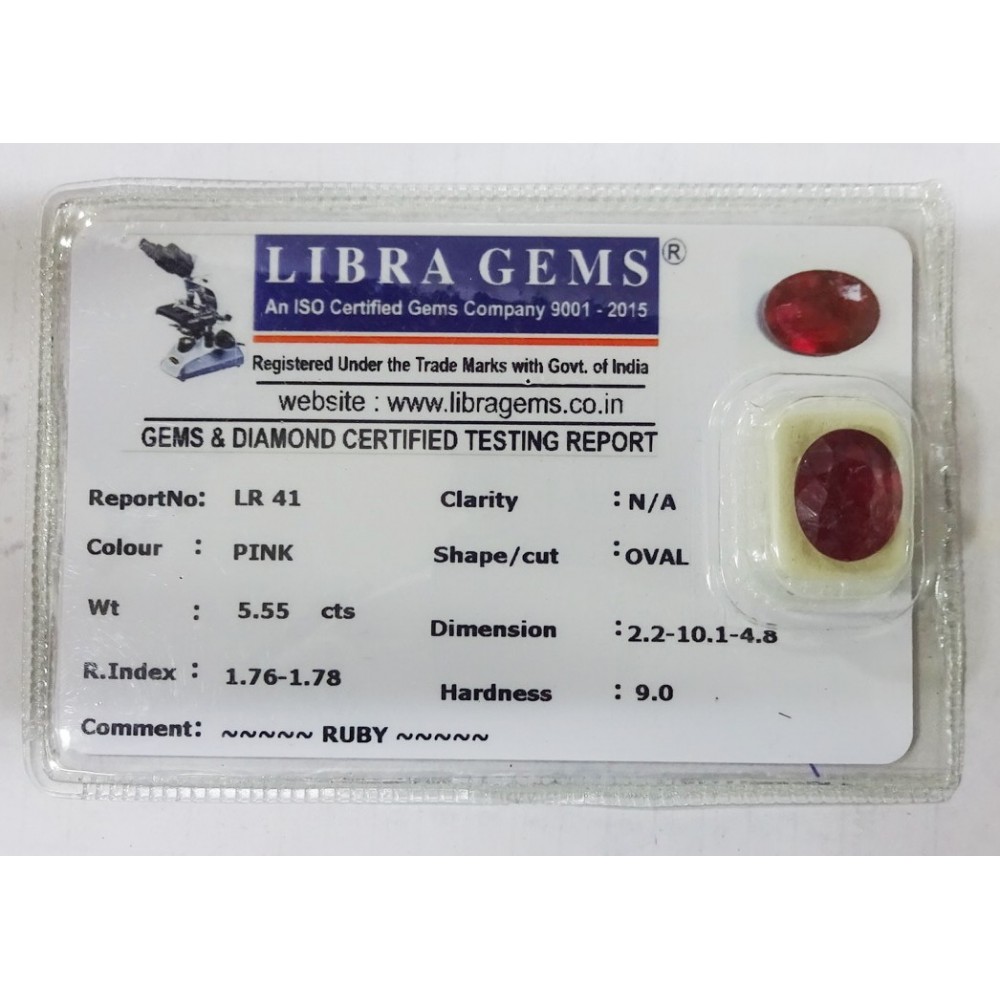 LIBRA GEMS®
An ISO Certified Gems Company 9001 - 2015
Registered Under the Trade Marks with Govt. of India
website : www.libragems.co.in
GEMS & DIAMOND CERTIFIED TESTING REPORT
ReportNo: LR 41 Clarity : N/A
Colour : PINK Shape/cut : OVAL
Wt : 5.55 cts Dimension : 2.2-10.1-4.8
R.Index : 1.76-1.78 Hardness : 9.0
Comment: ~~~~~ RUBY ~~~~~